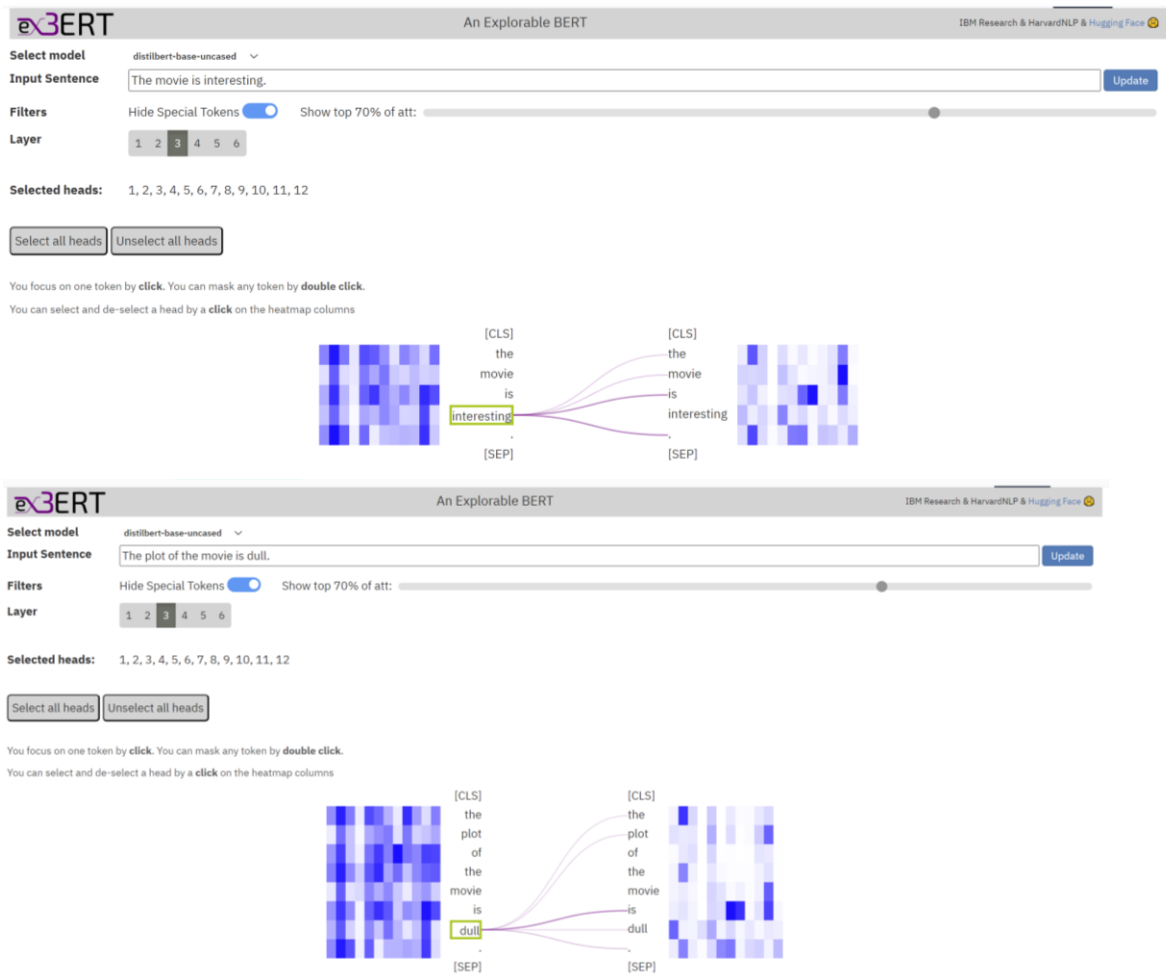 exBERT An Explorable BERT IBM Research & HarvardNLP & Hugging Face
Select model distilbert-base-uncased
Input Sentence The movie is interesting. Update
Filters Hide Special Tokens Show top 70% of att:
Layer 1 2 3 4 5 6
Selected heads: 1, 2, 3, 4, 5, 6, 7, 8, 9, 10, 11, 12
Select all heads Unselect all heads
You focus on one token by click. You can mask any token by double click.
You can select and de-select a head by a click on the heatmap columns
[CLS] [CLS]
the the
movie movie
is is
interesting interesting
. .
[SEP] [SEP]
exBERT An Explorable BERT IBM Research & HarvardNLP & Hugging Face
Select model distilbert-base-uncased
Input Sentence The plot of the movie is dull. Update
Filters Hide Special Tokens Show top 70% of att:
Layer 1 2 3 4 5 6
Selected heads: 1, 2, 3, 4, 5, 6, 7, 8, 9, 10, 11, 12
Select all heads Unselect all heads
You focus on one token by click. You can mask any token by double click.
You can select and de-select a head by a click on the heatmap columns
[CLS] [CLS]
the the
plot plot
of of
the the
movie movie
is is
dull dull
. .
[SEP] [SEP]